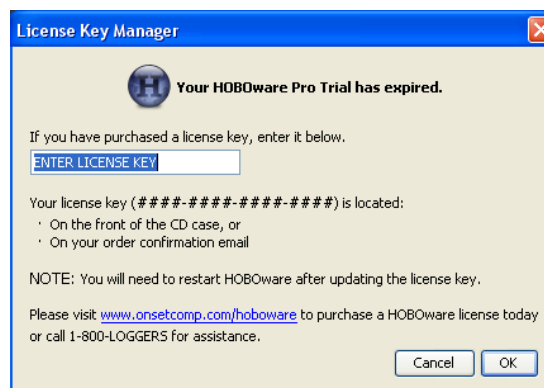 License Key Manager
H
Your HOBOware Pro Trial has expired.
If you have purchased a license key, enter it below.
ENTER LICENSE KEY
Your license key (####-####-####-####) is located:
· On the front of the CD case, or
· On your order confirmation email
NOTE: You will need to restart HOBOware after updating the license key.
Please visit www.onsetcomp.com/hoboware to purchase a HOBOware license today
or call 1-800-LOGGERS for assistance.
Cancel OK